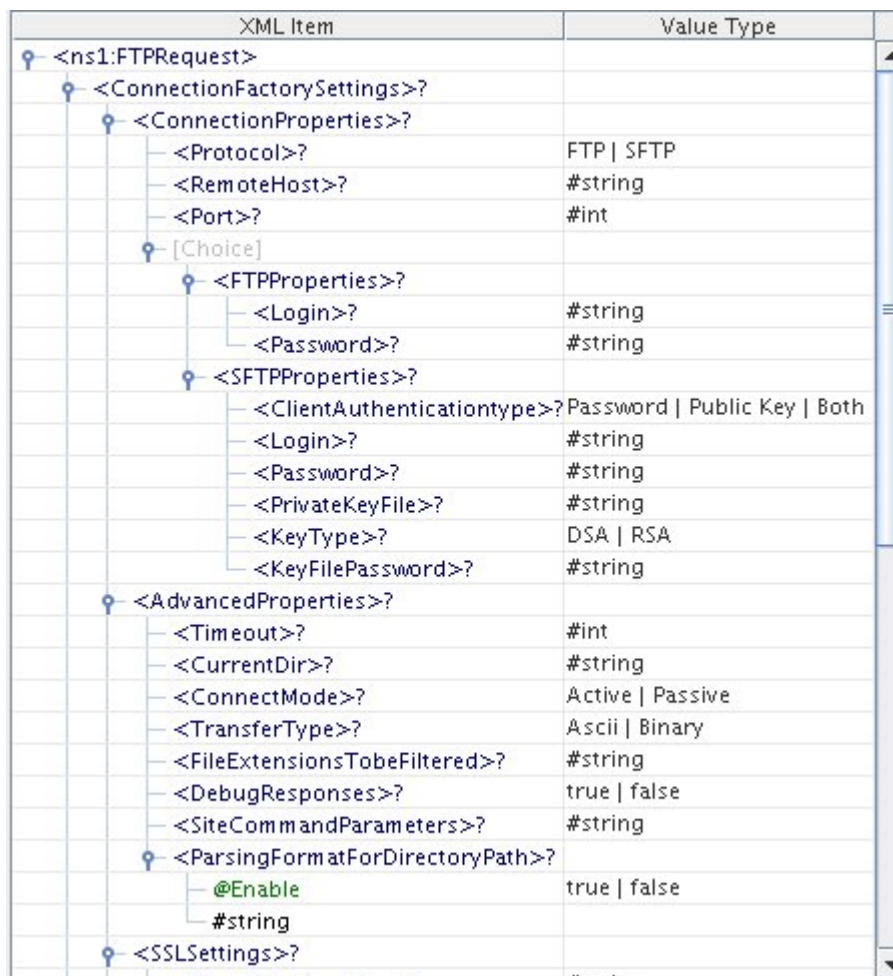 XML Item Value Type
<ns1:FTPRequest>
<ConnectionFactorySettings>?
<ConnectionProperties>?
<Protocol>? FTP | SFTP
<RemoteHost>? #string
<Port>? #int
[Choice]
<FTPProperties>?
<Login>? #string
<Password>? #string
<SFTPProperties>?
<ClientAuthenticationtype>? Password | Public Key | Both
<Login>? #string
<Password>? #string
<PrivateKeyFile>? #string
<KeyType>? DSA | RSA
<KeyFilePassword>? #string
<AdvancedProperties>?
<Timeout>? #int
<CurrentDir>? #string
<ConnectMode>? Active | Passive
<TransferType>? Ascii | Binary
<FileExtensionsTobeFiltered>? #string
<DebugResponses>? true | false
<SiteCommandParameters>? #string
<ParsingFormatForDirectoryPath>?
@Enable true | false
#string
<SSLSettings>?